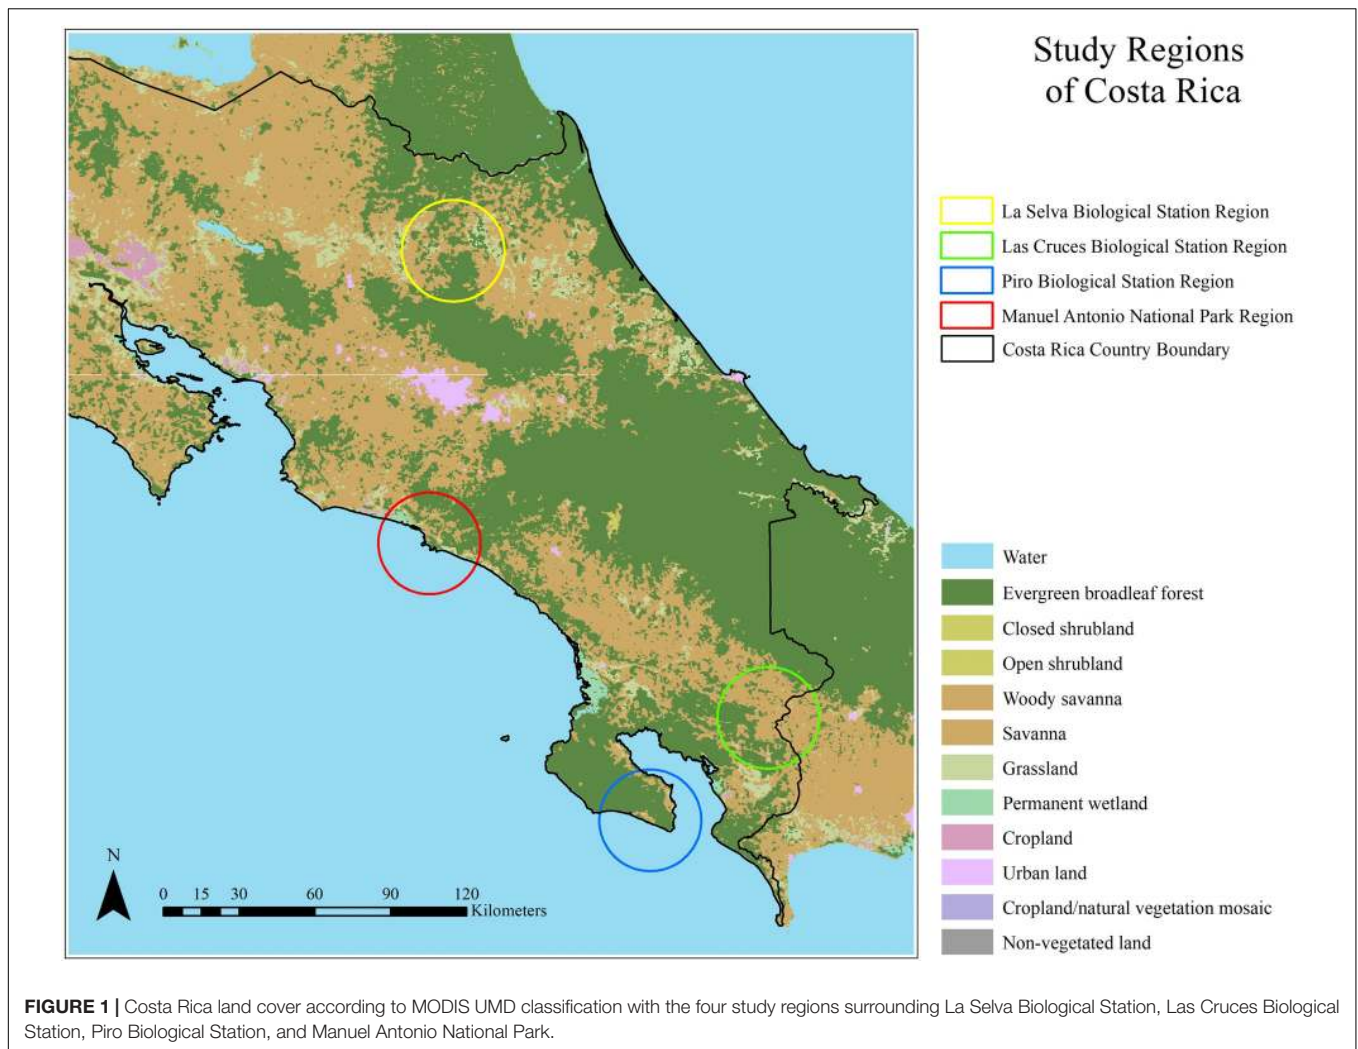 Study Regions
of Costa Rica
La Selva Biological Station Region
Las Cruces Biological Station Region
Piro Biological Station Region
Manuel Antonio National Park Region
Costa Rica Country Boundary
Water
Evergreen broadleaf forest
Closed shrubland
Open shrubland
Woody savanna
Savanna
Grassland
Permanent wetland
Cropland
Urban land
Cropland/natural vegetation mosaic
Non-vegetated land
N
0 15 30 60 90 120
Kilometers
FIGURE 1 | Costa Rica land cover according to MODIS UMD classification with the four study regions surrounding La Selva Biological Station, Las Cruces Biological
Station, Piro Biological Station, and Manuel Antonio National Park.